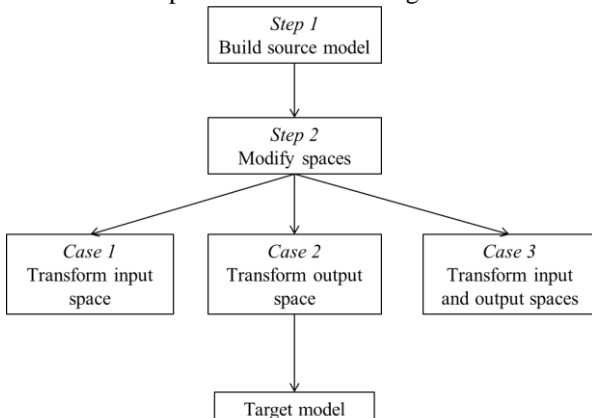 Step 1
Build source model
Step 2
Modify spaces
Case 1
Transform input
space
Case 2
Transform output
space
Case 3
Transform input
and output spaces
Target model